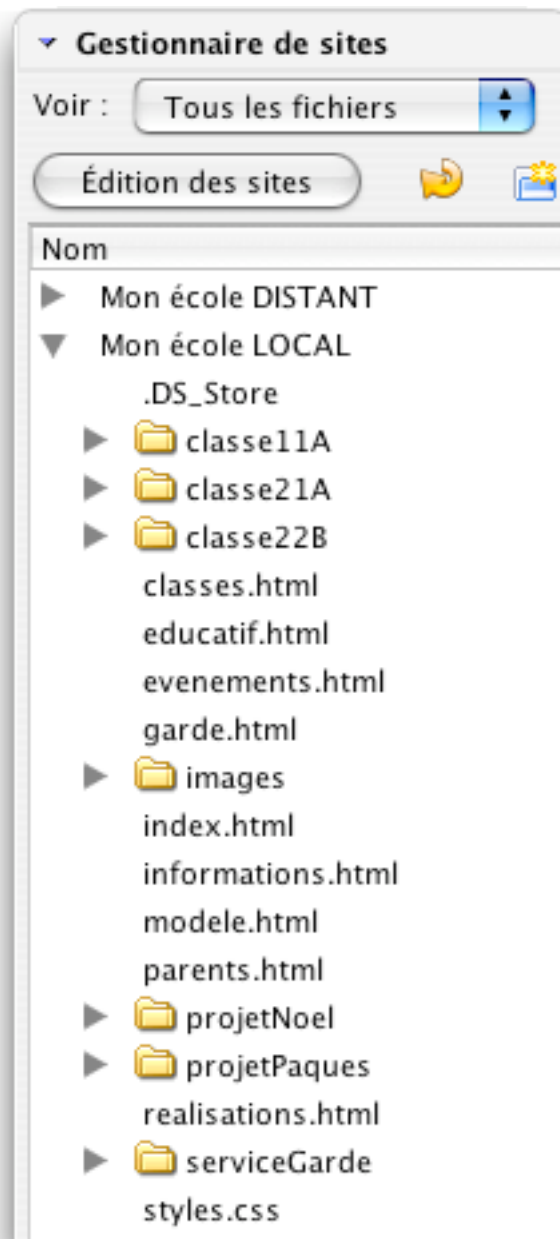 Gestionnaire de sites
Voir : Tous les fichiers
Édition des sites
Nom
Mon école DISTANT
Mon école LOCAL
.DS_Store
classe11A
classe21A
classe22B
classes.html
educatif.html
evenements.html
garde.html
images
index.html
informations.html
modele.html
parents.html
projetNoel
projetPaques
realisations.html
serviceGarde
styles.css